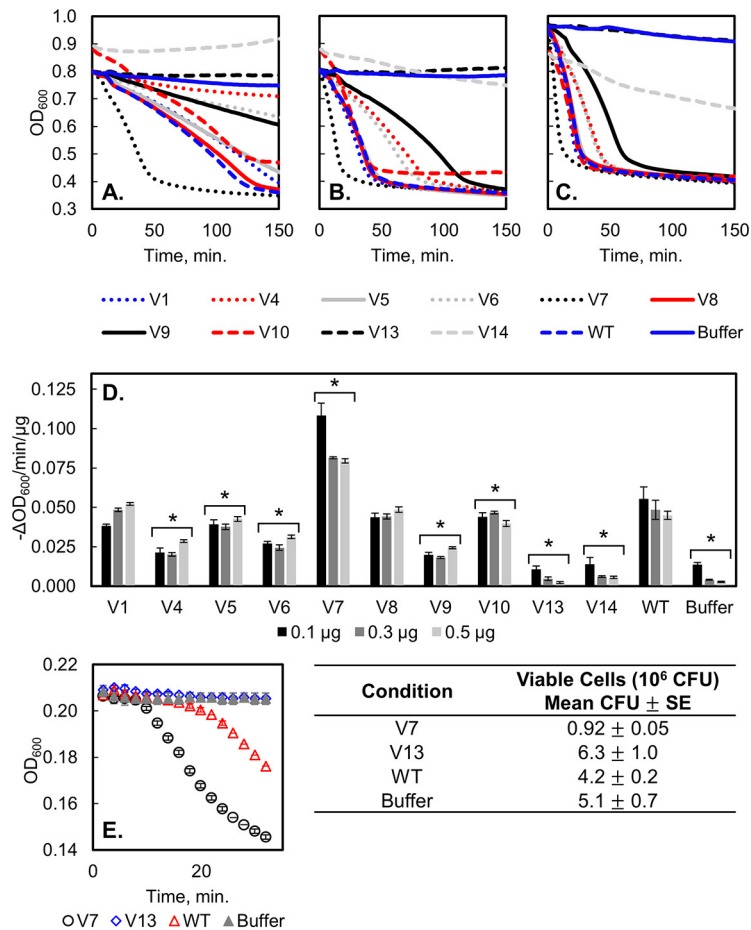 OD600
1.0
0.9
0.8
0.7
0.6
0.5
0.4
0.3
A.
B.
C.
0 50 100 150
0 50 100 150
0 50 100 150
Time, min.
Time, min.
Time, min.
V1 V4 V5 V6 V7 V8
V9 V10 V13 V14 WT Buffer
D.
-ΔOD600/min/µg
0.125
0.100
0.075
0.050
0.025
0.000
* * * * * * * * *
V1 V4 V5 V6 V7 V8 V9 V10 V13 V14 WT Buffer
0.1 µg 0.3 µg 0.5 µg
OD600
0.22
0.20
0.18
0.16
0.14
E.
0 20
Time, min.
V7 V13 WT Buffer
Condition
Viable Cells (10⁶ CFU)
Mean CFU ± SE
V7 0.92 ± 0.05
V13 6.3 ± 1.0
WT 4.2 ± 0.2
Buffer 5.1 ± 0.7